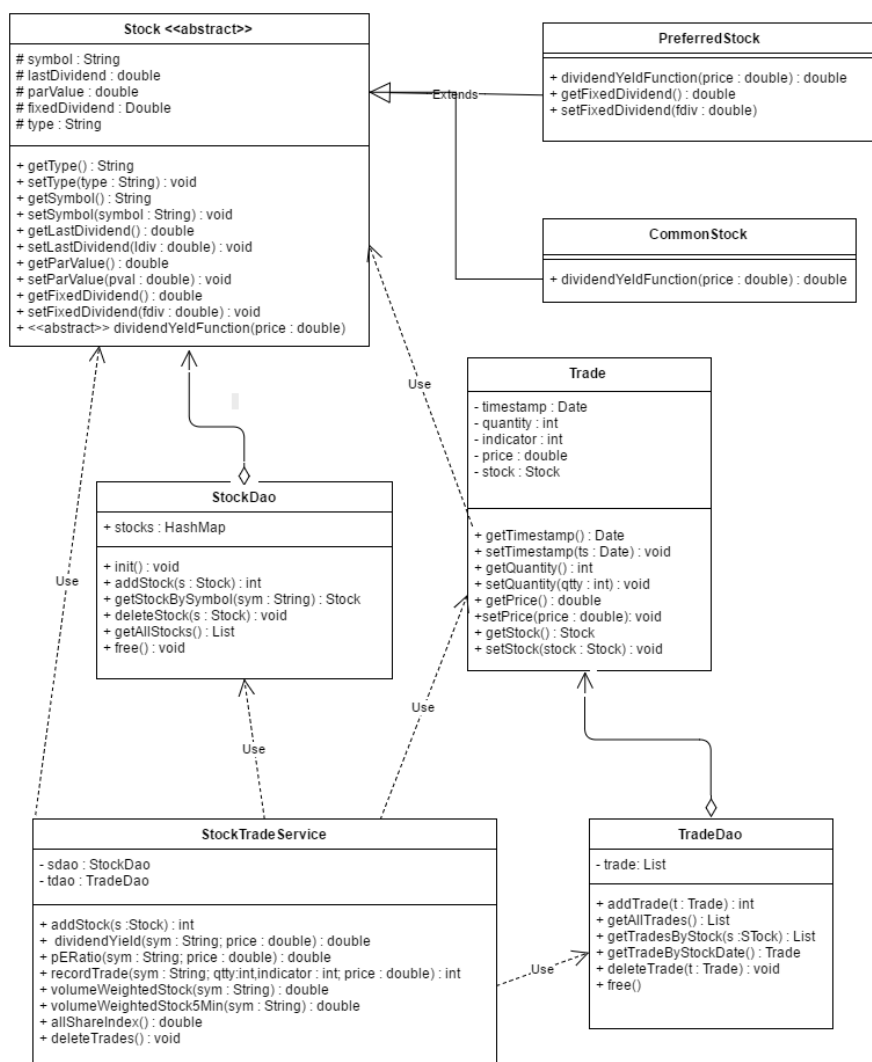 Stock <<abstract>>
# symbol : String
# lastDividend : double
# parValue : double
# fixedDividend : Double
# type : String
+ getType() : String
+ setType(type : String) : void
+ getSymbol() : String
+ setSymbol(symbol : String) : void
+ getLastDividend() : double
+ setLastDividend(ldiv : double) : void
+ getParValue() : double
+ setParValue(pval : double) : void
+ getFixedDividend() : double
+ setFixedDividend(fdiv : double) : void
+ <<abstract>> dividendYeldFunction(price : double)
Extends
PreferredStock
+ dividendYeldFunction(price : double) : double
+ getFixedDividend() : double
+ setFixedDividend(fdiv : double)
CommonStock
+ dividendYeldFunction(price : double) : double
Use
Trade
- timestamp : Date
- quantity : int
- indicator : int
- price : double
- stock : Stock
+ getTimestamp() : Date
+ setTimestamp(ts : Date) : void
+ getQuantity() : int
+ setQuantity(qtty : int) : void
+ getPrice() : double
+setPrice(price : double): void
+ getStock() : Stock
+ setStock(stock : Stock) : void
StockDao
+ stocks : HashMap
+ init() : void
+ addStock(s : Stock) : int
+ getStockBySymbol(sym : String) : Stock
+ deleteStock(s : Stock) : void
+ getAllStocks() : List
+ free() : void
Use
Use
Use
StockTradeService
- sdao : StockDao
- tdao : TradeDao
+ addStock(s :Stock) : int
+ dividendYield(sym : String; price : double) : double
+ pERatio(sym : String; price : double) : double
+ recordTrade(sym : String; qtty:int,indicator : int; price : double) : int
+ volumeWeightedStock(sym : String) : double
+ volumeWeightedStock5Min(sym : String) : double
+ allShareIndex() : double
+ deleteTrades() : void
Use
TradeDao
- trade: List
+ addTrade(t : Trade) : int
+ getAllTrades() : List
+ getTradesByStock(s :STock) : List
+ getTradeByStockDate() : Trade
+ deleteTrade(t : Trade) : void
+ free()